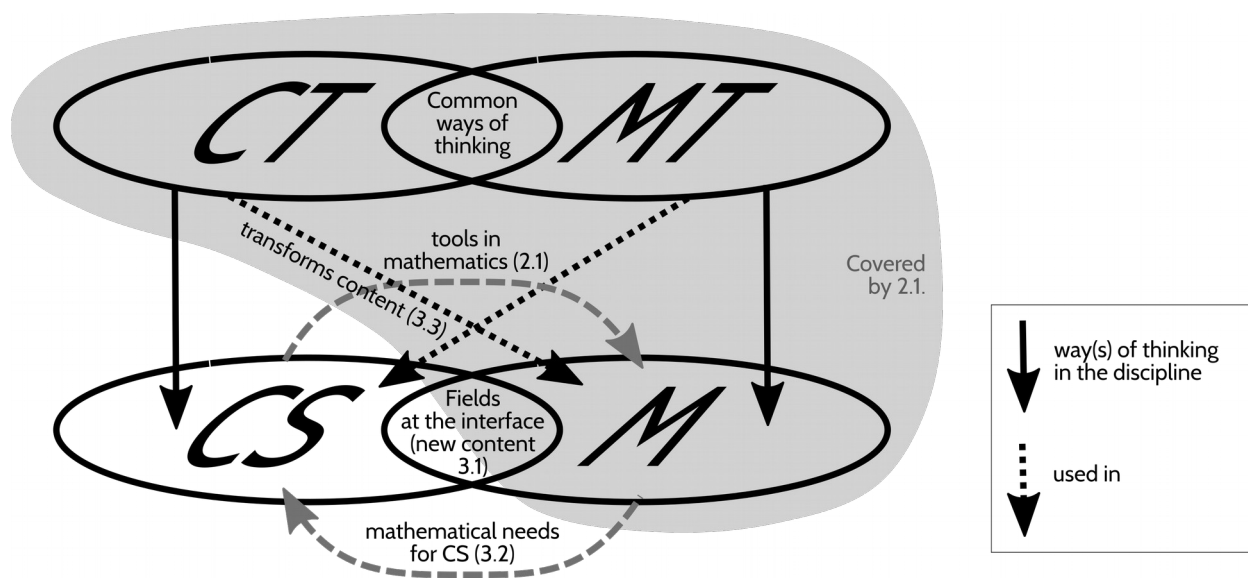 CT
Common
ways of
thinking
MT
transforms content (3.3)
tools in
mathematics (2.1)
Covered
by 2.1.
CS
Fields
at the interface
(new content
3.1)
M
mathematical needs
for CS (3.2)
way(s) of thinking
in the discipline
used in